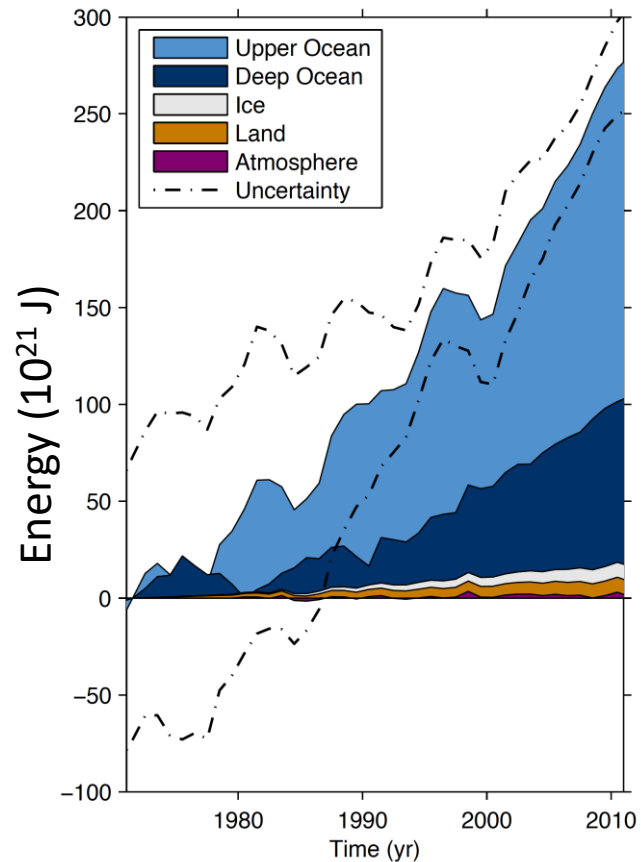 300
250
200
150
100
50
0
−50
−100
Energy (10²¹ J)
Upper Ocean
Deep Ocean
Ice
Land
Atmosphere
Uncertainty
1980 1990 2000 2010
Time (yr)